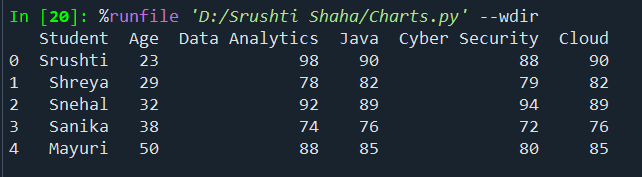 In [20]: %runfile 'D:/Srushti Shaha/Charts.py' --wdir
   Student  Age  Data Analytics  Java  Cyber Security  Cloud
0  Srushti   23              98    90              88     90
1   Shreya   29              78    82              79     82
2   Snehal   32              92    89              94     89
3   Sanika   38              74    76              72     76
4   Mayuri   50              88    85              80     85